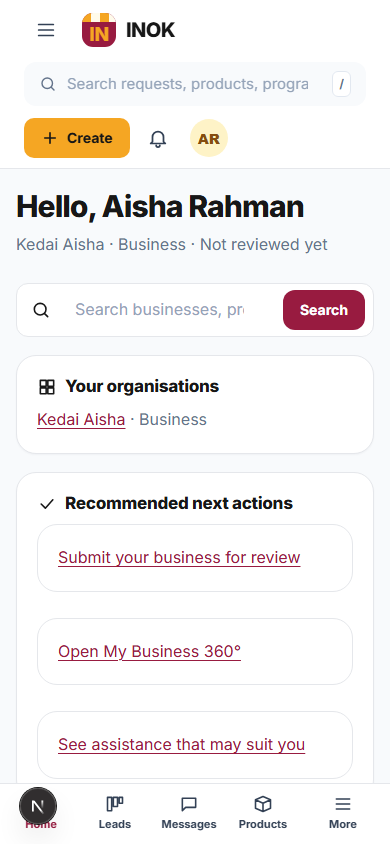 IN INOK
Search requests, products, progra /
Create AR
Hello, Aisha Rahman
Kedai Aisha · Business · Not reviewed yet
Search businesses, pr Search
Your organisations
Kedai Aisha · Business
Recommended next actions
Submit your business for review
Open My Business 360°
See assistance that may suit you
N
Home Leads Messages Products More